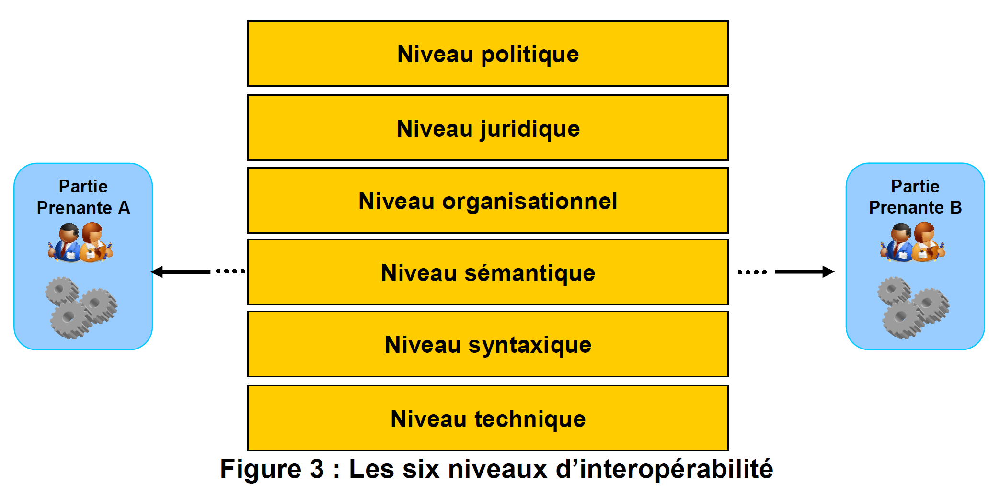 Niveau politique
Niveau juridique
Niveau organisationnel
Partie
Prenante A
Partie
Prenante B
Niveau sémantique
Niveau syntaxique
Niveau technique
Figure 3 : Les six niveaux d’interopérabilité